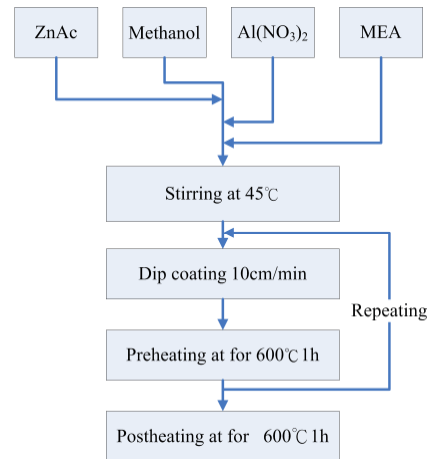 ZnAc
Methanol
Al(NO₃)₂
MEA
Stirring at 45℃
Dip coating 10cm/min
Repeating
Preheating at for 600℃ 1h
Postheating at for 600℃ 1h